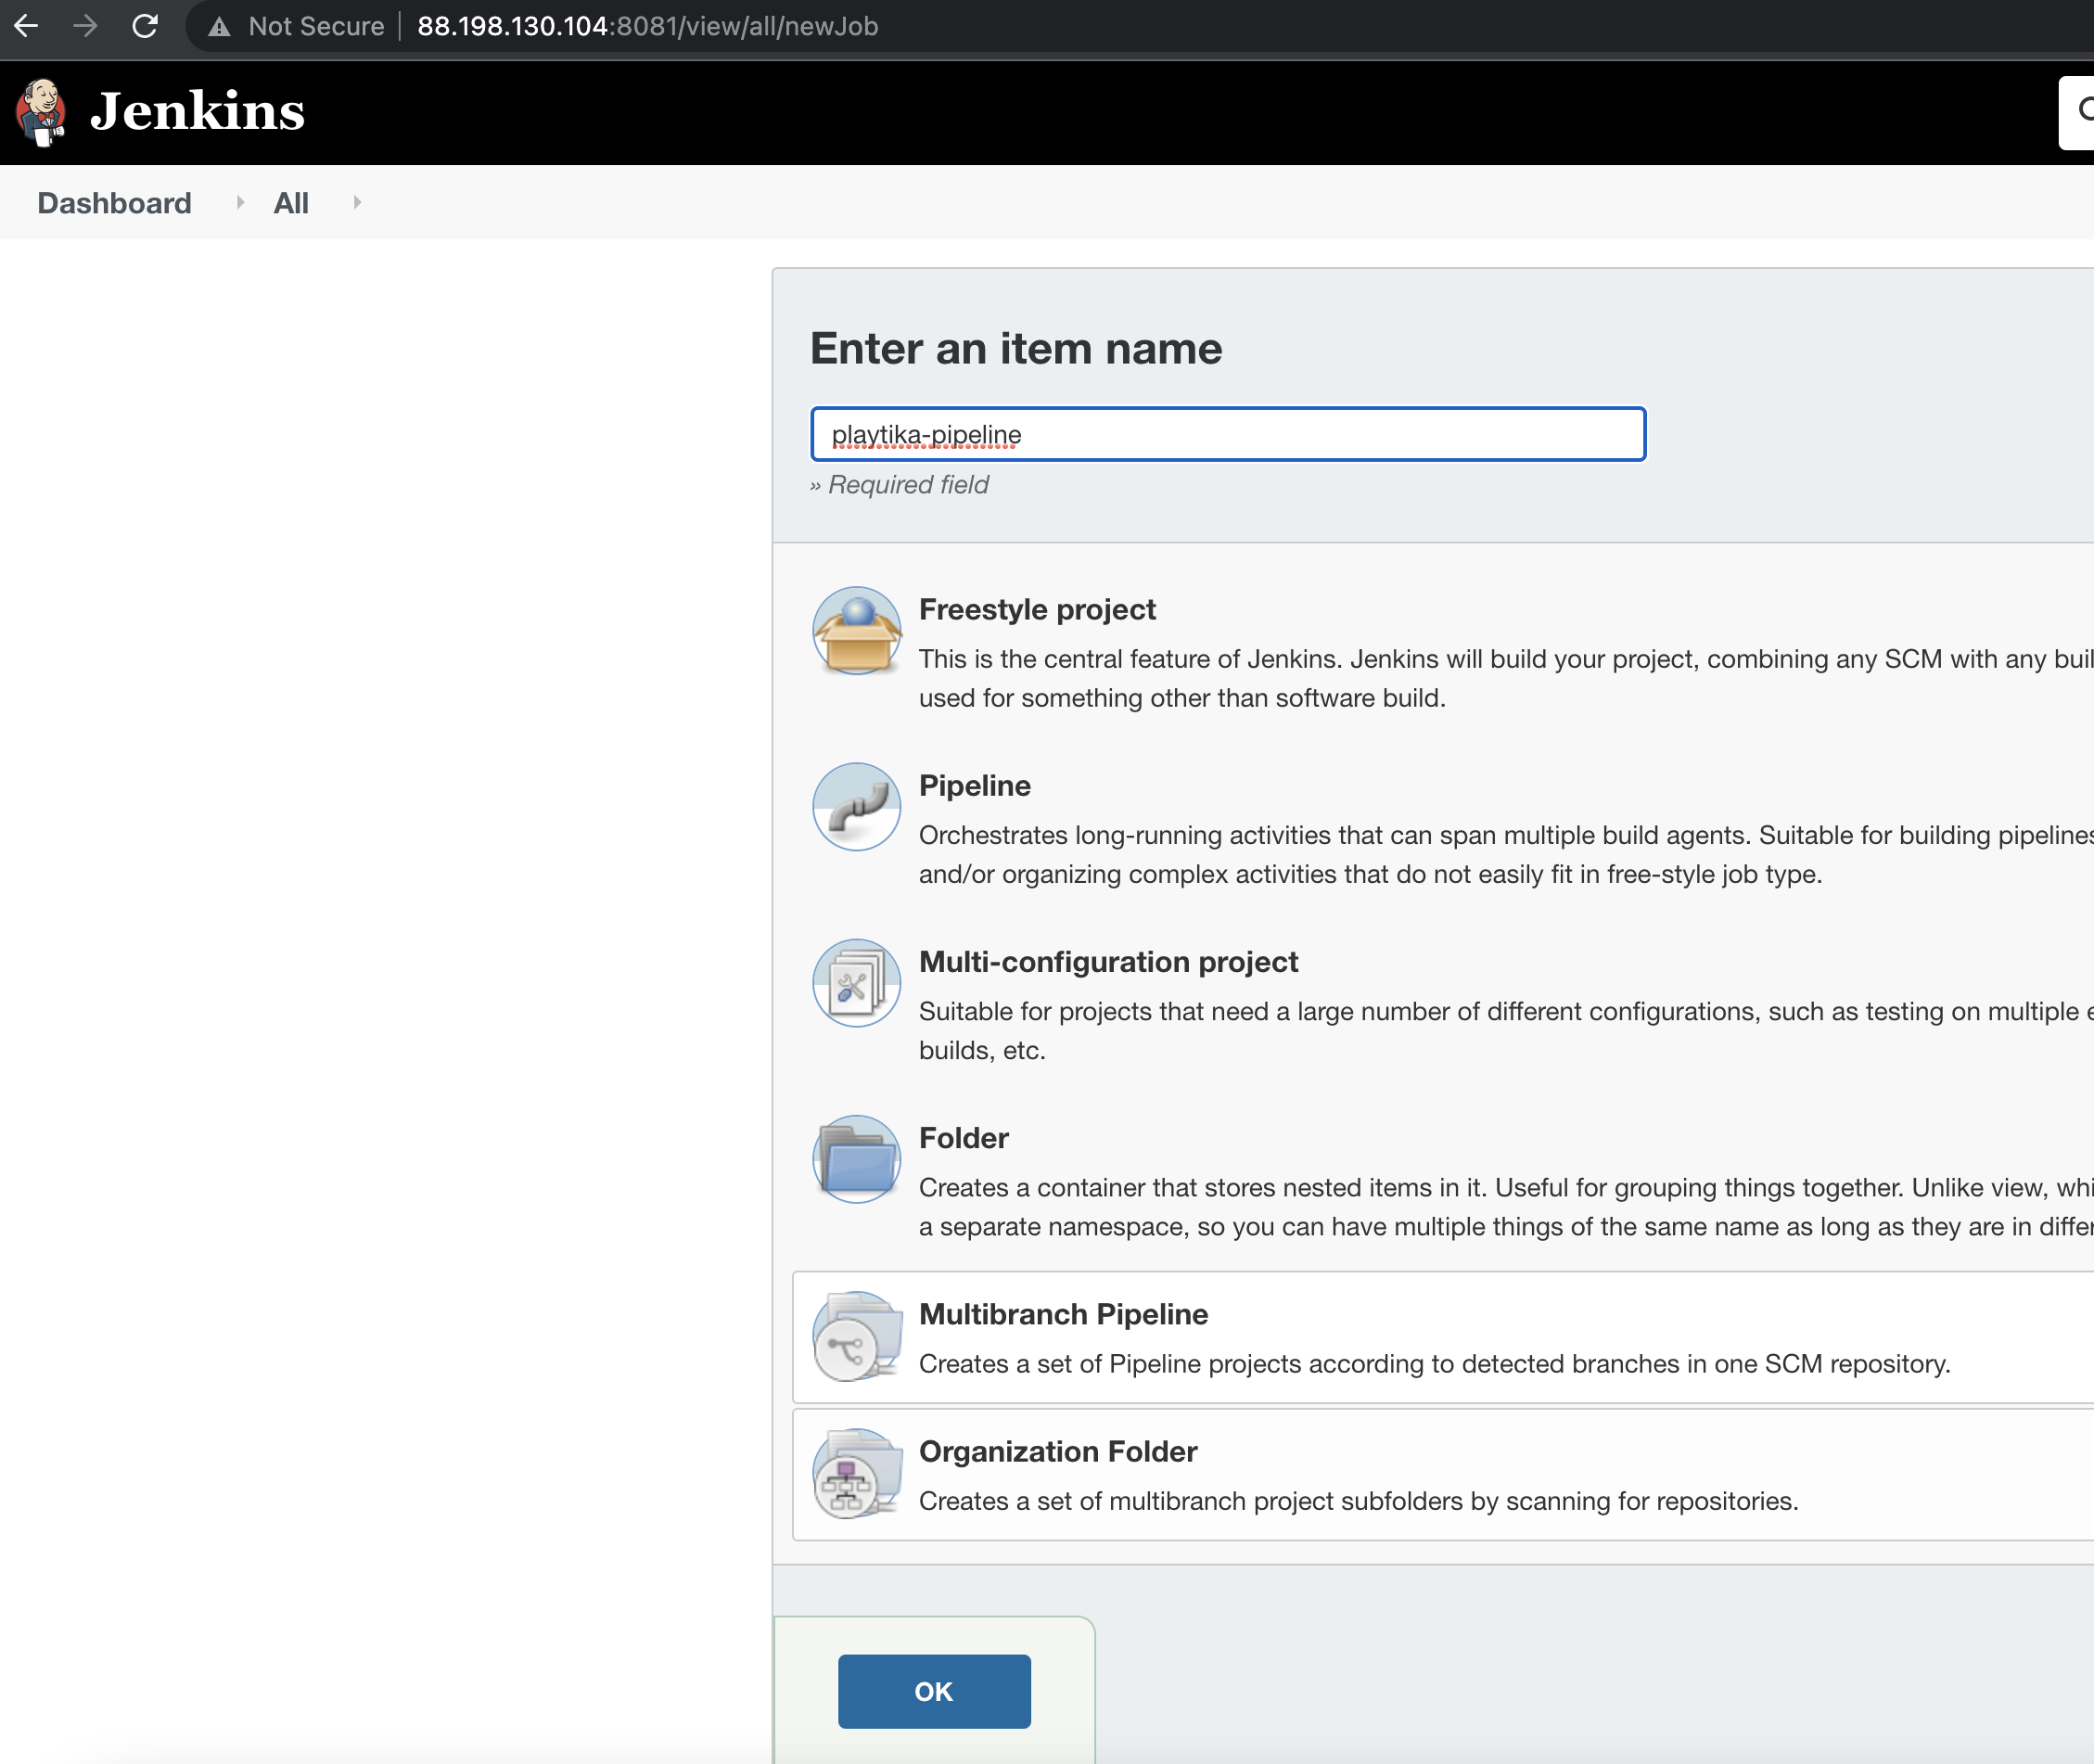 Not Secure 88.198.130.104:8081/view/all/newJob
Jenkins
Dashboard All
Enter an item name
playtika-pipeline
» Required field
Freestyle project
This is the central feature of Jenkins. Jenkins will build your project, combining any SCM with any buil
used for something other than software build.
Pipeline
Orchestrates long-running activities that can span multiple build agents. Suitable for building pipelines
and/or organizing complex activities that do not easily fit in free-style job type.
Multi-configuration project
Suitable for projects that need a large number of different configurations, such as testing on multiple e
builds, etc.
Folder
Creates a container that stores nested items in it. Useful for grouping things together. Unlike view, whi
a separate namespace, so you can have multiple things of the same name as long as they are in differ
Multibranch Pipeline
Creates a set of Pipeline projects according to detected branches in one SCM repository.
Organization Folder
Creates a set of multibranch project subfolders by scanning for repositories.
OK